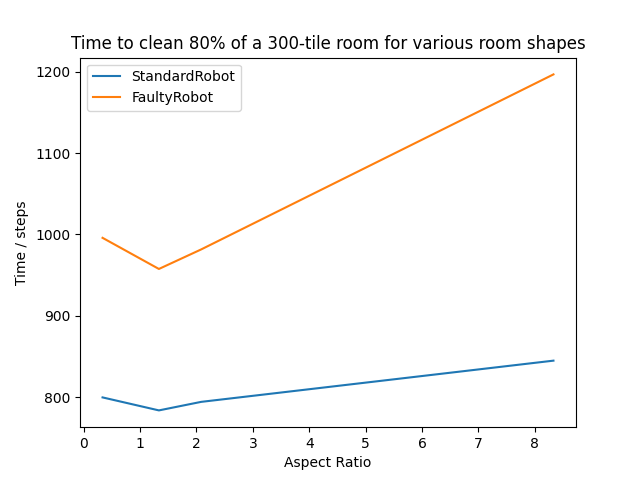 Time to clean 80% of a 300-tile room for various room shapes
StandardRobot
FaultyRobot
1200
1100
1000
900
800
Time / steps
0 1 2 3 4 5 6 7 8
Aspect Ratio